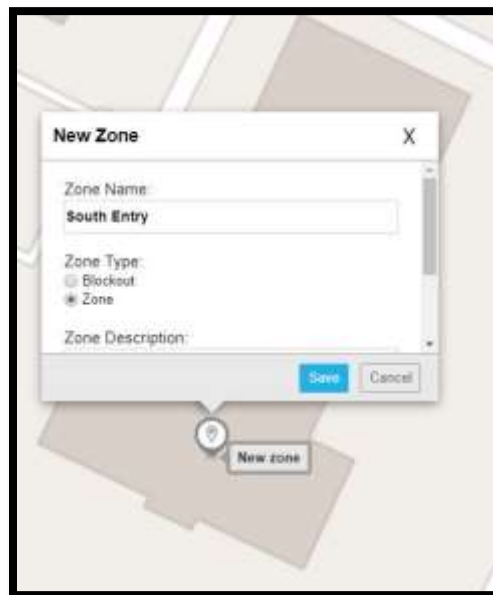 New Zone X
Zone Name:
South Entry
Zone Type:
Blockout
Zone
Zone Description:
Save Cancel
New zone